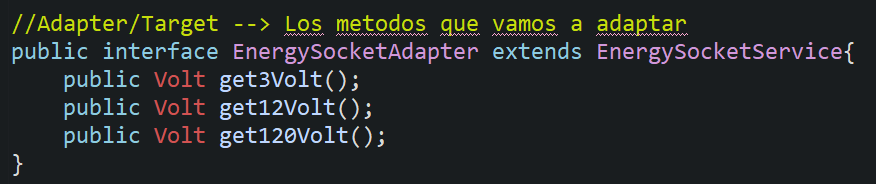 //Adapter/Target --> Los metodos que vamos a adaptar
public interface EnergySocketAdapter extends EnergySocketService{
    public Volt get3Volt();
    public Volt get12Volt();
    public Volt get120Volt();
}